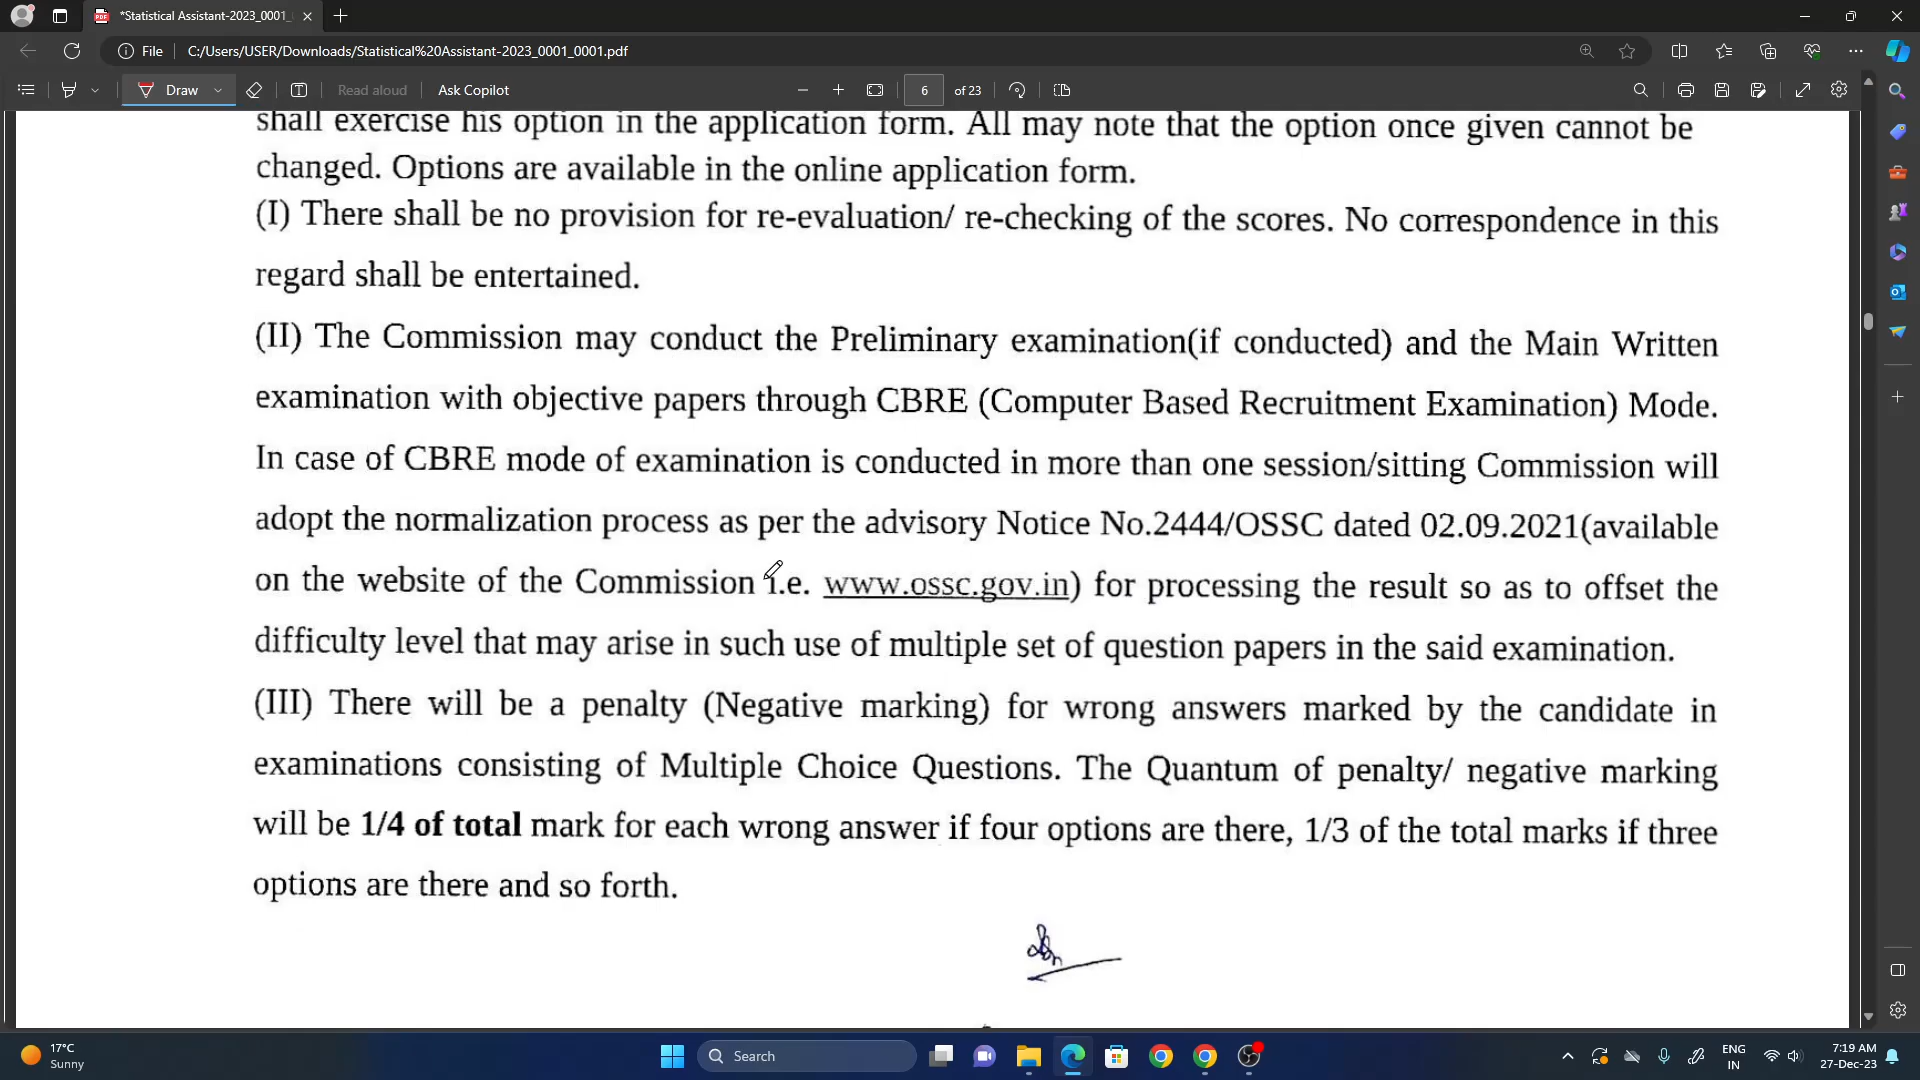 *Statistical Assistant-2023_0001_
File C:/Users/USER/Downloads/Statistical%20Assistant-2023_0001_0001.pdf
Draw Read aloud Ask Copilot 6 of 23
shall exercise his option in the application form. All may note that the option once given cannot be
changed. Options are available in the online application form.
(I) There shall be no provision for re-evaluation/ re-checking of the scores. No correspondence in this
regard shall be entertained.
(II) The Commission may conduct the Preliminary examination(if conducted) and the Main Written
examination with objective papers through CBRE (Computer Based Recruitment Examination) Mode.
In case of CBRE mode of examination is conducted in more than one session/sitting Commission will
adopt the normalization process as per the advisory Notice No.2444/OSSC dated 02.09.2021(available
on the website of the Commission i.e. www.ossc.gov.in) for processing the result so as to offset the
difficulty level that may arise in such use of multiple set of question papers in the said examination.
(III) There will be a penalty (Negative marking) for wrong answers marked by the candidate in
examinations consisting of Multiple Choice Questions. The Quantum of penalty/ negative marking
will be 1/4 of total mark for each wrong answer if four options are there, 1/3 of the total marks if three
options are there and so forth.
17°C
Sunny
Search
ENG
IN
7:19 AM
27-Dec-23